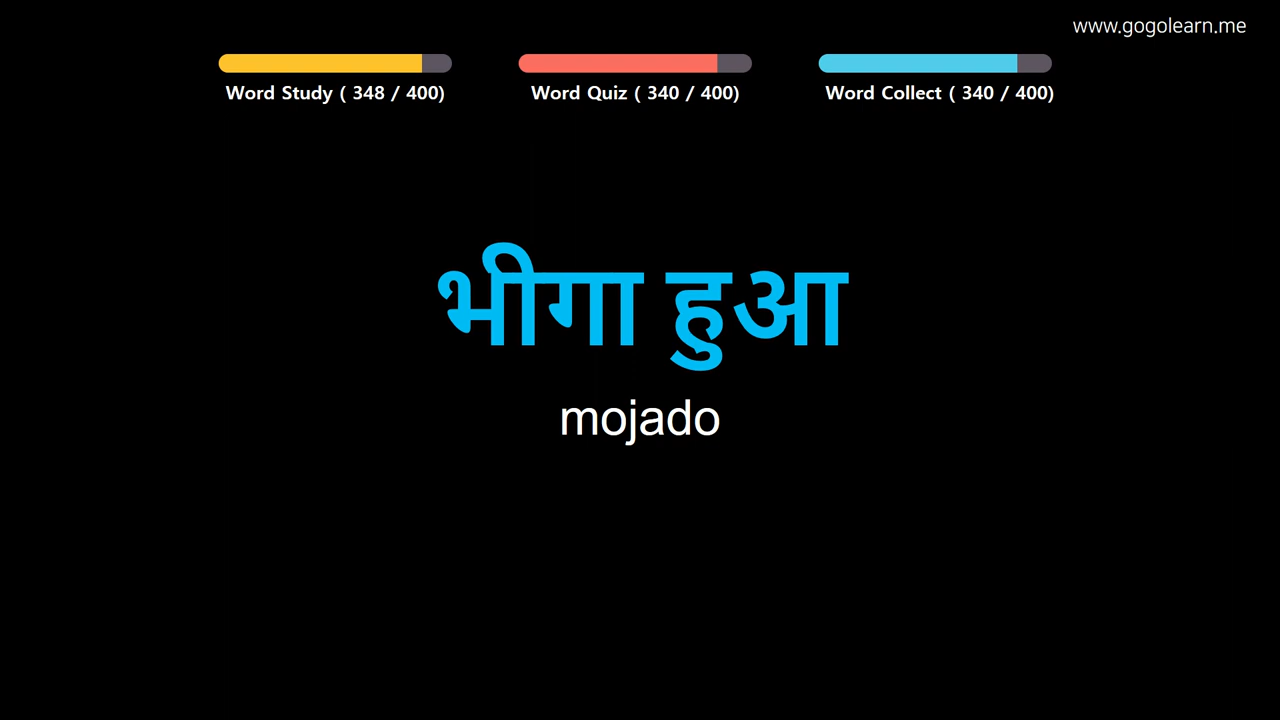 www.gogolearn.me
Word Study ( 348 / 400) Word Quiz ( 340 / 400) Word Collect ( 340 / 400)
भीगा हुआ
mojado